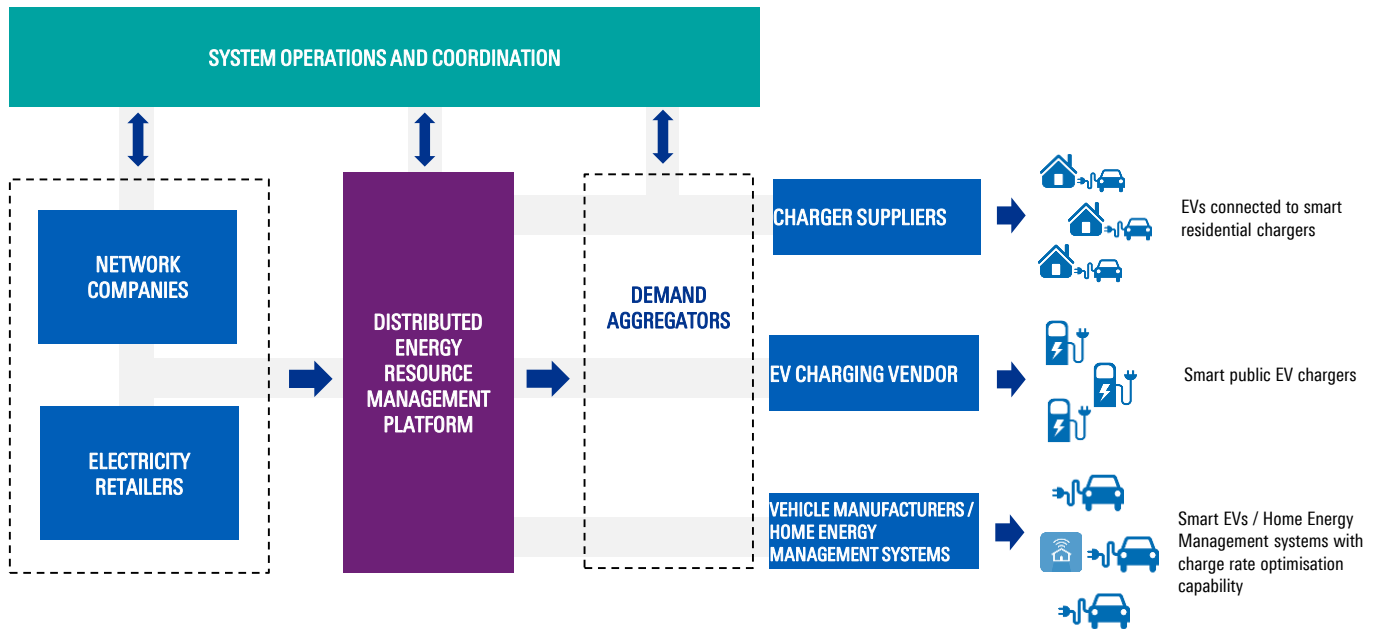 SYSTEM OPERATIONS AND COORDINATION
NETWORK
COMPANIES
ELECTRICITY
RETAILERS
DISTRIBUTED
ENERGY
RESOURCE
MANAGEMENT
PLATFORM
DEMAND
AGGREGATORS
CHARGER SUPPLIERS
EVs connected to smart
residential chargers
EV CHARGING VENDOR
Smart public EV chargers
VEHICLE MANUFACTURERS /
HOME ENERGY
MANAGEMENT SYSTEMS
Smart EVs / Home Energy
Management systems with
charge rate optimisation
capability